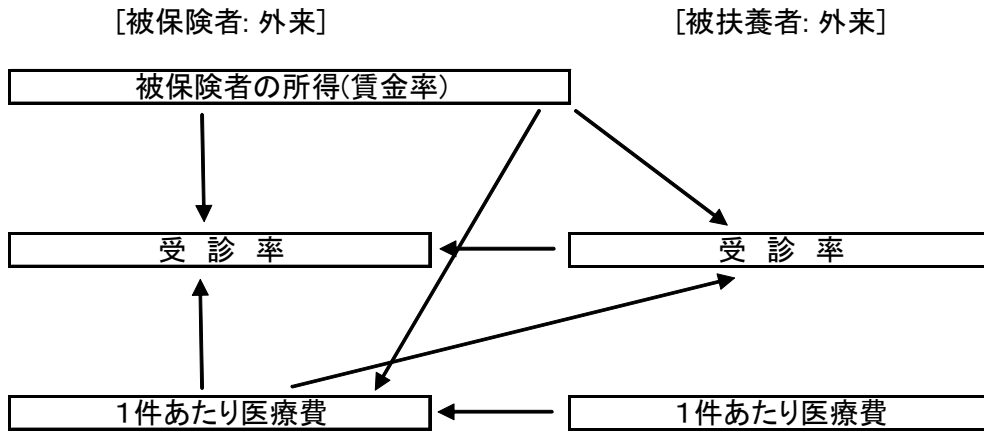 [被保険者: 外来]
[被扶養者: 外来]
被保険者の所得(賃金率)
受 診 率
受 診 率
１件あたり医療費
１件あたり医療費